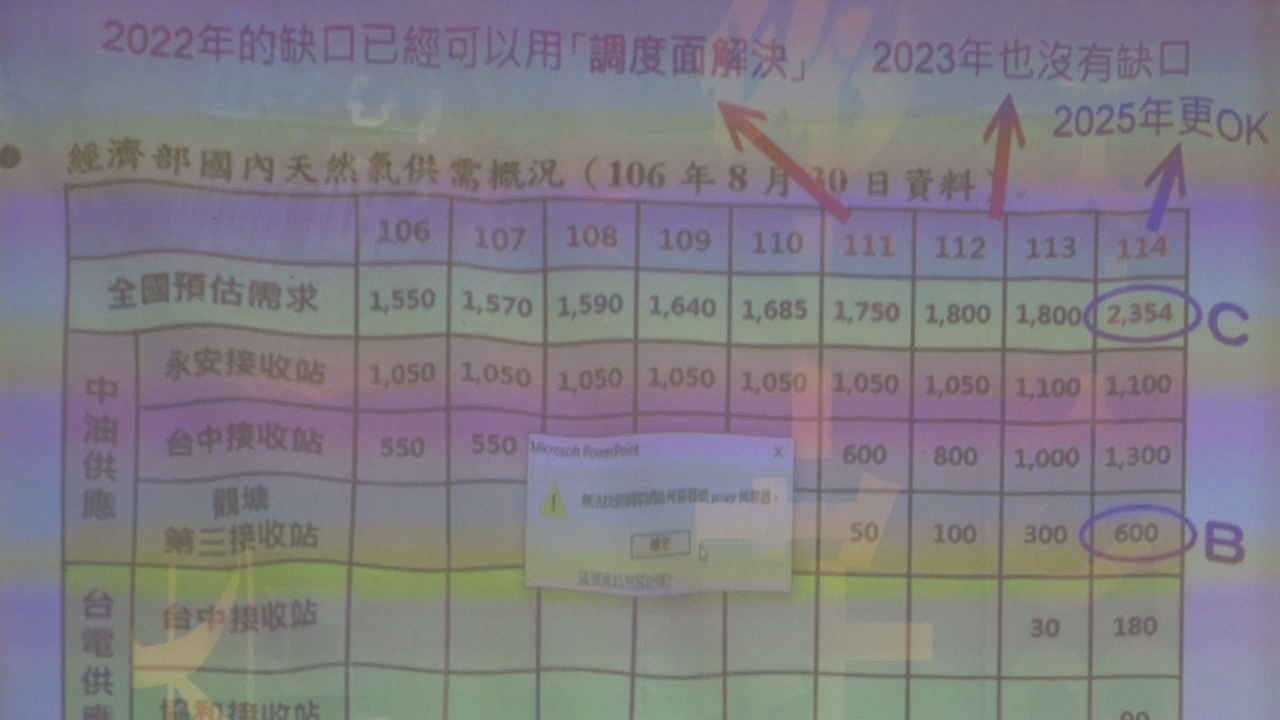 2022年的缺口已經可以用「調度面解決」 2023年也沒有缺口
2025年更OK
經濟部國內天然氣供需概況（106 年 8 月 30 日資料）
106 107 108 109 110 111 112 113 114
全國預估需求 1,550 1,570 1,590 1,640 1,685 1,750 1,800 1,800 2,354 C
中油供應
永安接收站 1,050 1,050 1,050 1,050 1,050 1,050 1,050 1,100 1,100
台中接收站 550 550 600 800 1,000 1,300
觀塘
第三接收站 50 100 300 600 B
Microsoft PowerPoint
確定
台電供應
台中接收站 30 180
協和接收站